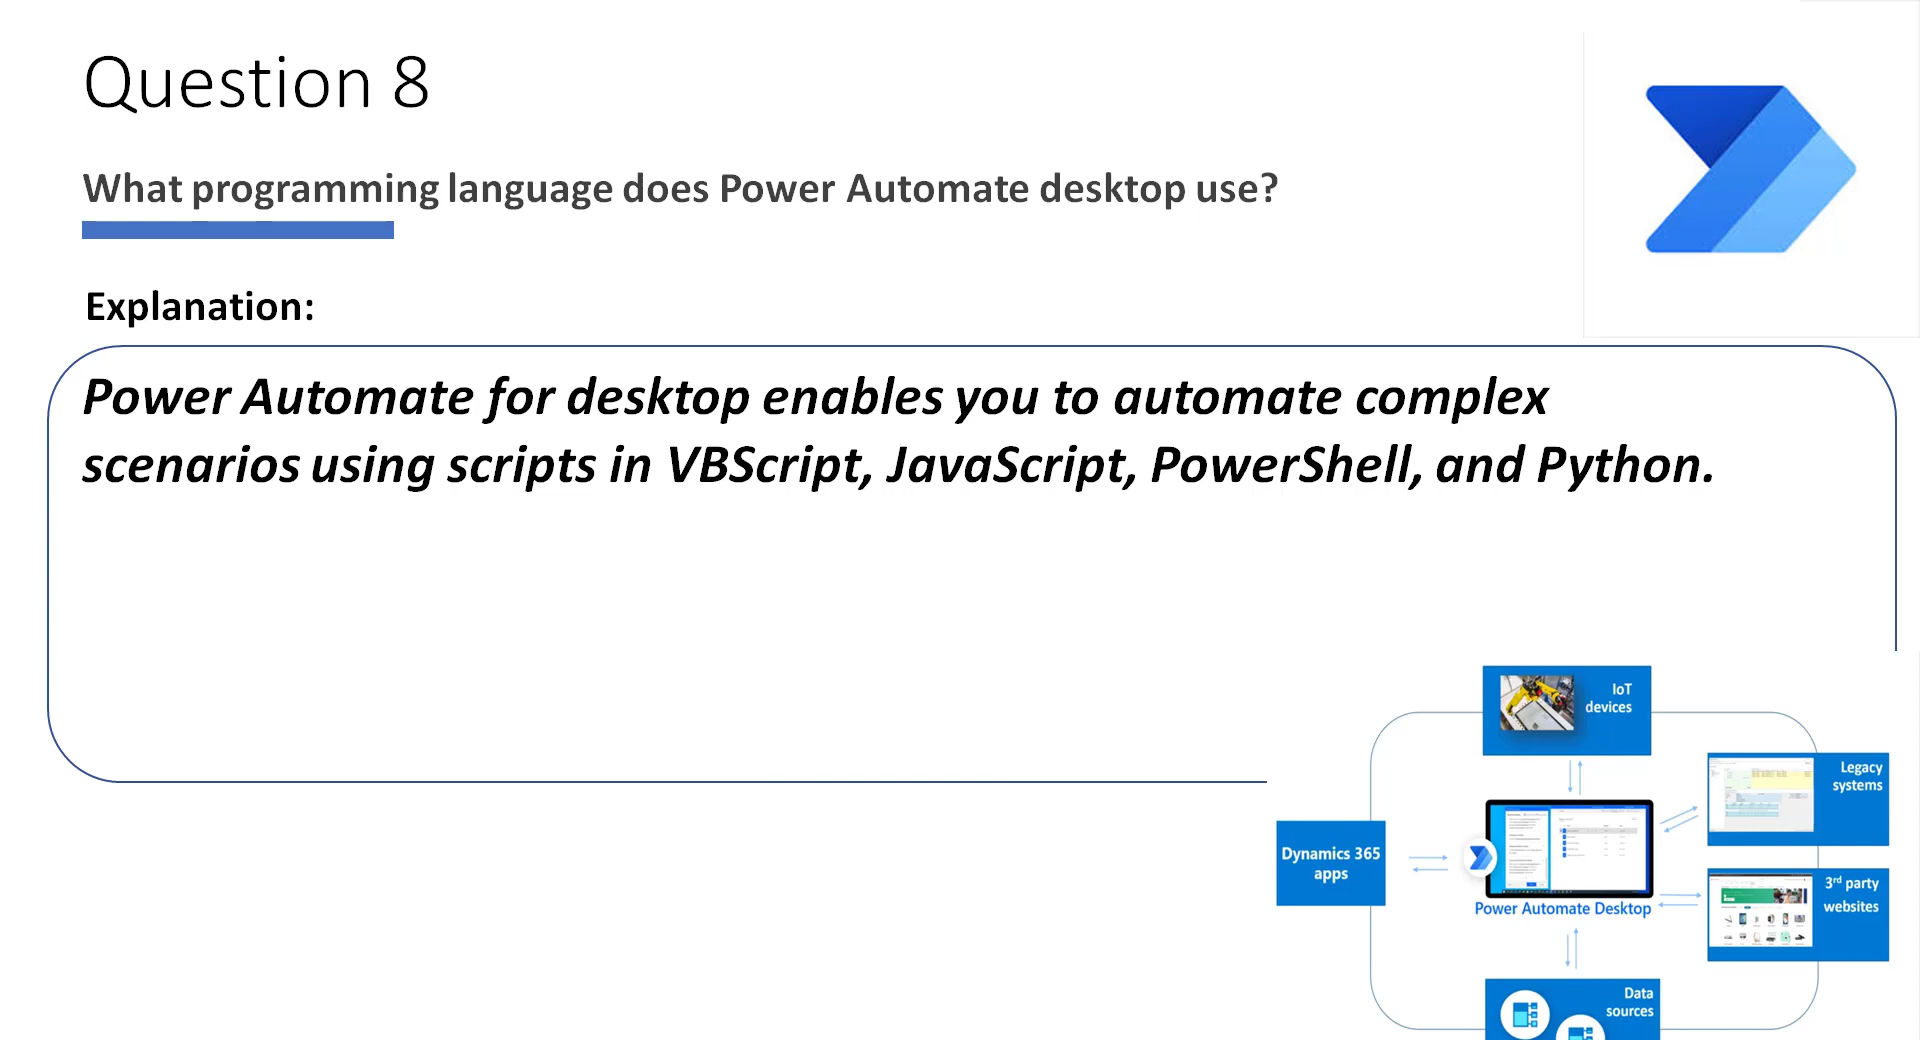 Question 8
What programming language does Power Automate desktop use?
Explanation:
Power Automate for desktop enables you to automate complex
scenarios using scripts in VBScript, JavaScript, PowerShell, and Python.
IoT
devices
Legacy
systems
Dynamics 365
apps
Power Automate Desktop
3rd party
websites
Data
sources